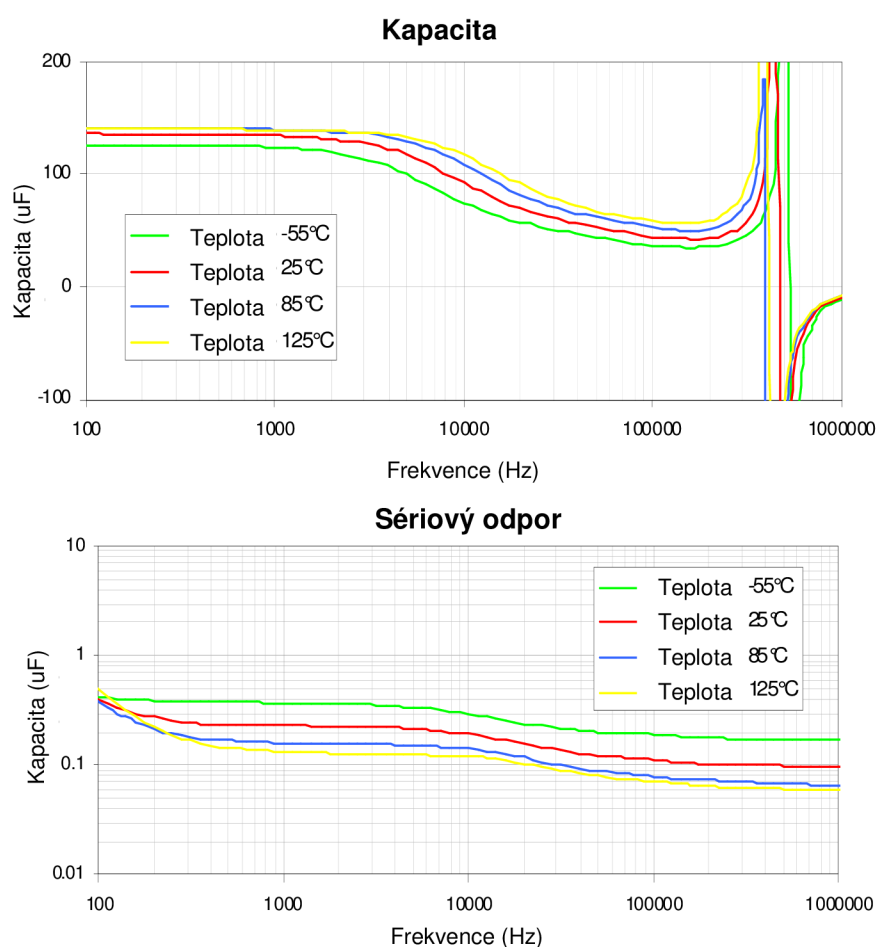 Kapacita
200
100
0
-100
Kapacita (uF)
Teplota -55°C
Teplota 25°C
Teplota 85°C
Teplota 125°C
100 1000 10000 100000 1000000
Frekvence (Hz)
Sériový odpor
10
1
0.1
0.01
Kapacita (uF)
Teplota -55°C
Teplota 25°C
Teplota 85°C
Teplota 125°C
100 1000 10000 100000 1000000
Frekvence (Hz)